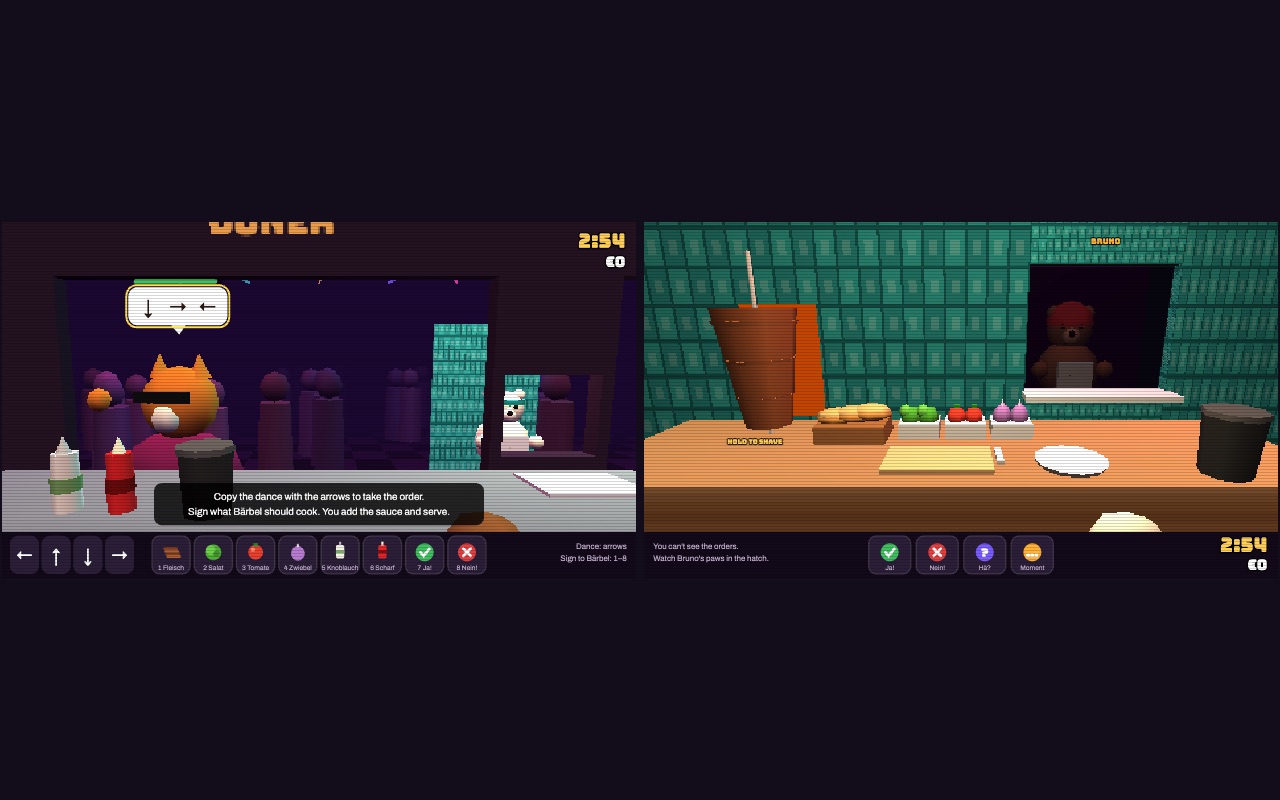 DÖNER
2:54
€0
Copy the dance with the arrows to take the order.
Sign what Bärbel should cook. You add the sauce and serve.
1 Fleisch
2 Salat
3 Tomate
4 Zwiebel
5 Knoblauch
6 Scharf
7 Ja!
8 Nein!
Dance: arrows
Sign to Bärbel: 1–8
BRUNO
HOLD TO SHAVE
You can't see the orders.
Watch Bruno's paws in the hatch.
Ja!
Nein!
?
Hä?
Moment
2:54
€0